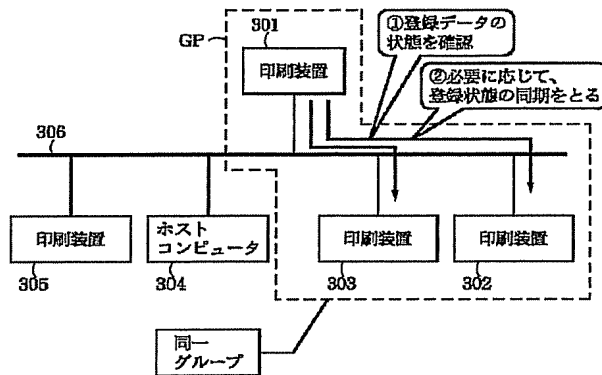 GP
301
印刷装置
①登録データの
状態を確認
②必要に応じて、
登録状態の同期をとる
306
印刷装置
305
ホスト
コンピュータ
304
印刷装置
303
印刷装置
302
同一
グループ